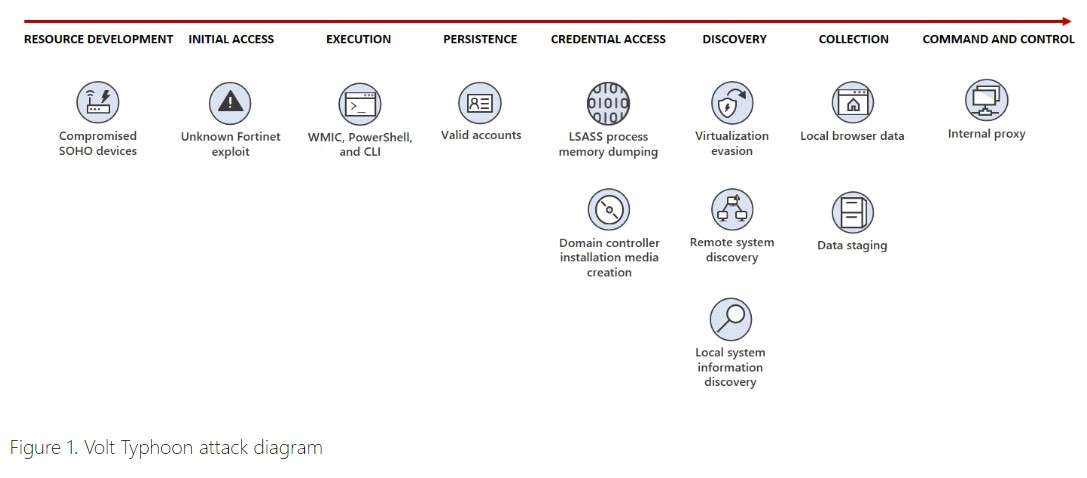 RESOURCE DEVELOPMENT
INITIAL ACCESS
EXECUTION
PERSISTENCE
CREDENTIAL ACCESS
DISCOVERY
COLLECTION
COMMAND AND CONTROL
Compromised
SOHO devices
Unknown Fortinet
exploit
WMIC, PowerShell,
and CLI
Valid accounts
LSASS process
memory dumping
Virtualization
evasion
Local browser data
Internal proxy
Domain controller
installation media
creation
Remote system
discovery
Data staging
Local system
information
discovery
Figure 1. Volt Typhoon attack diagram